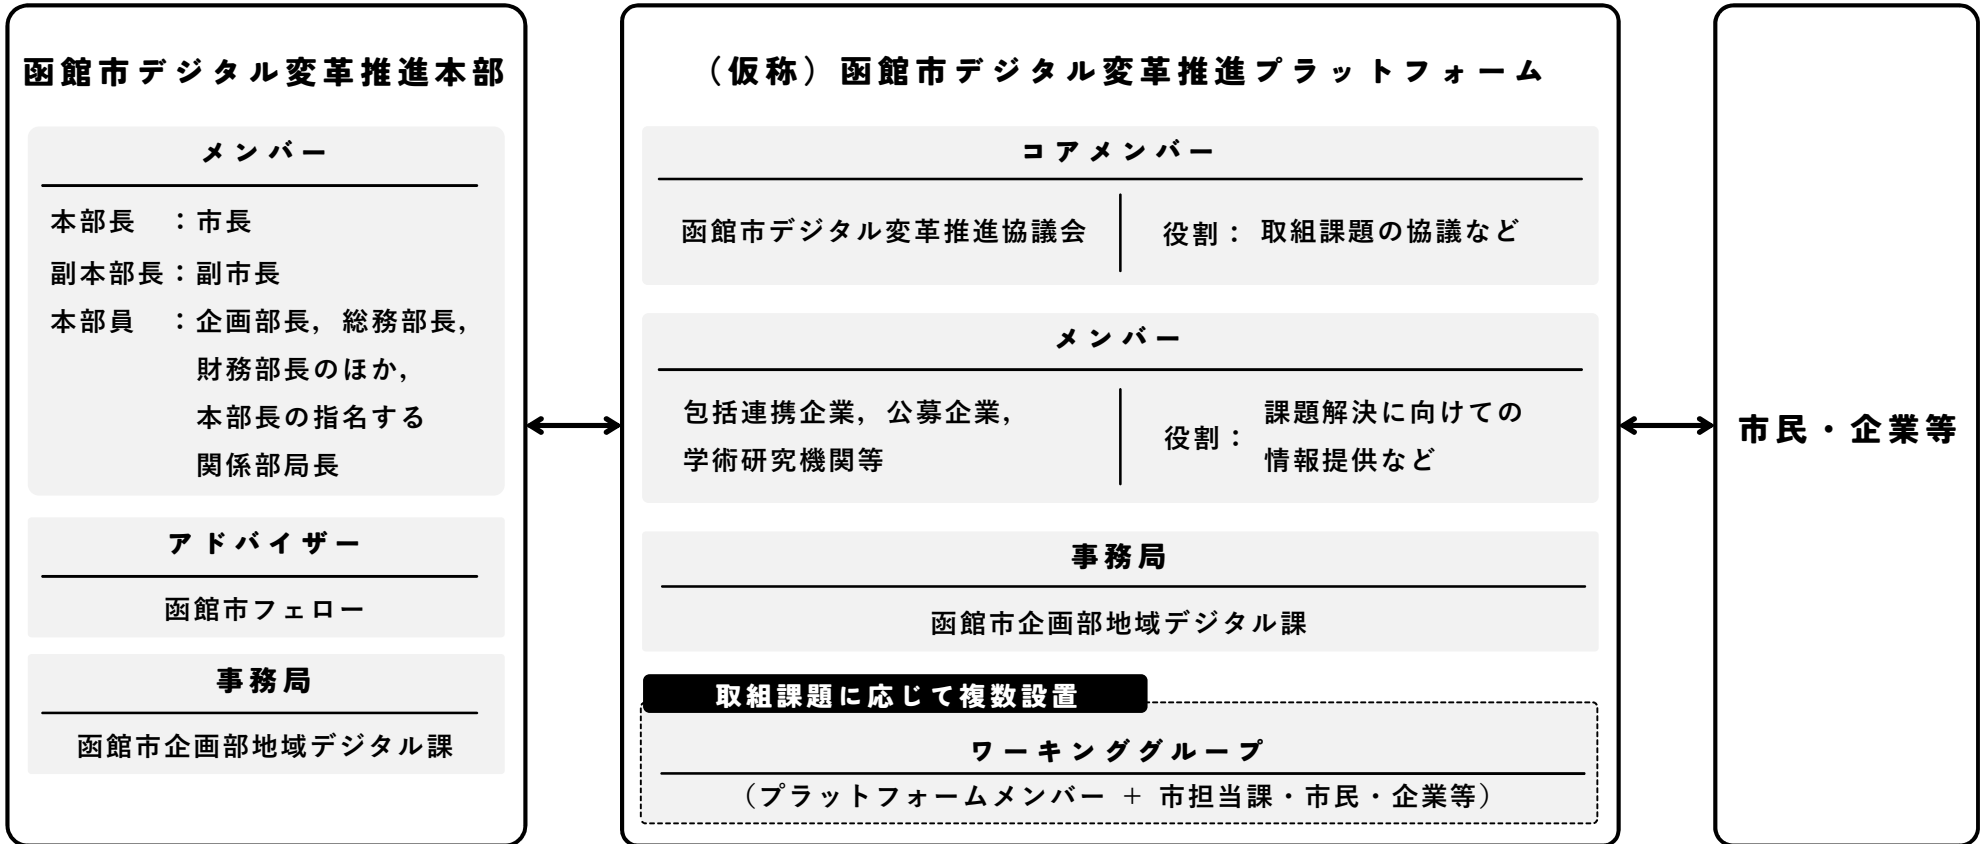 函館市デジタル変革推進本部
メンバー
本部長　：市長
副本部長：副市長
本部員　：企画部長，総務部長，
財務部長のほか，
本部長の指名する
関係部局長
アドバイザー
函館市フェロー
事務局
函館市企画部地域デジタル課
（仮称）函館市デジタル変革推進プラットフォーム
コアメンバー
函館市デジタル変革推進協議会
役割：取組課題の協議など
メンバー
包括連携企業，公募企業，
学術研究機関等
役割：
課題解決に向けての
情報提供など
事務局
函館市企画部地域デジタル課
取組課題に応じて複数設置
ワーキンググループ
（プラットフォームメンバー ＋ 市担当課・市民・企業等）
市民・企業等